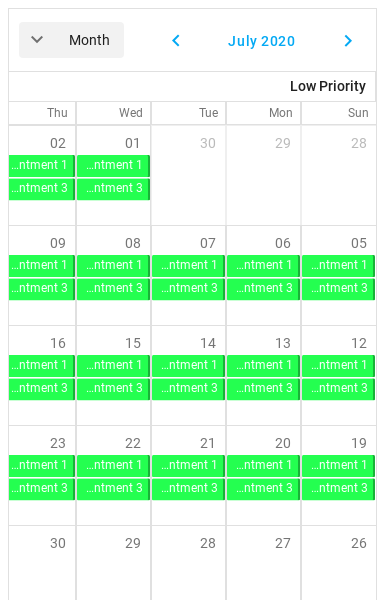 Month July 2020
Low Priority
Thu Wed Tue Mon Sun
02 01 30 29 28
...ntment 1 ...ntment 1
...ntment 3 ...ntment 3
09 08 07 06 05
...ntment 1 ...ntment 1 ...ntment 1 ...ntment 1 ...ntment 1
...ntment 3 ...ntment 3 ...ntment 3 ...ntment 3 ...ntment 3
16 15 14 13 12
...ntment 1 ...ntment 1 ...ntment 1 ...ntment 1 ...ntment 1
...ntment 3 ...ntment 3 ...ntment 3 ...ntment 3 ...ntment 3
23 22 21 20 19
...ntment 1 ...ntment 1 ...ntment 1 ...ntment 1 ...ntment 1
...ntment 3 ...ntment 3 ...ntment 3 ...ntment 3 ...ntment 3
30 29 28 27 26